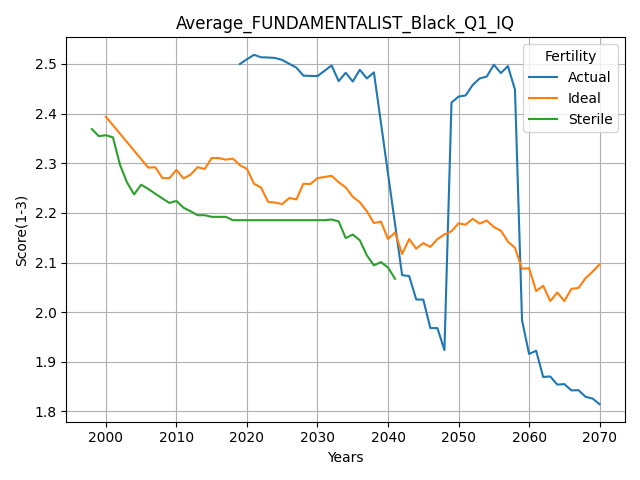 Average_FUNDAMENTALIST_Black_Q1_IQ
Fertility
Actual
Ideal
Sterile
Score(1-3)
2.5
2.4
2.3
2.2
2.1
2.0
1.9
1.8
2000 2010 2020 2030 2040 2050 2060 2070
Years